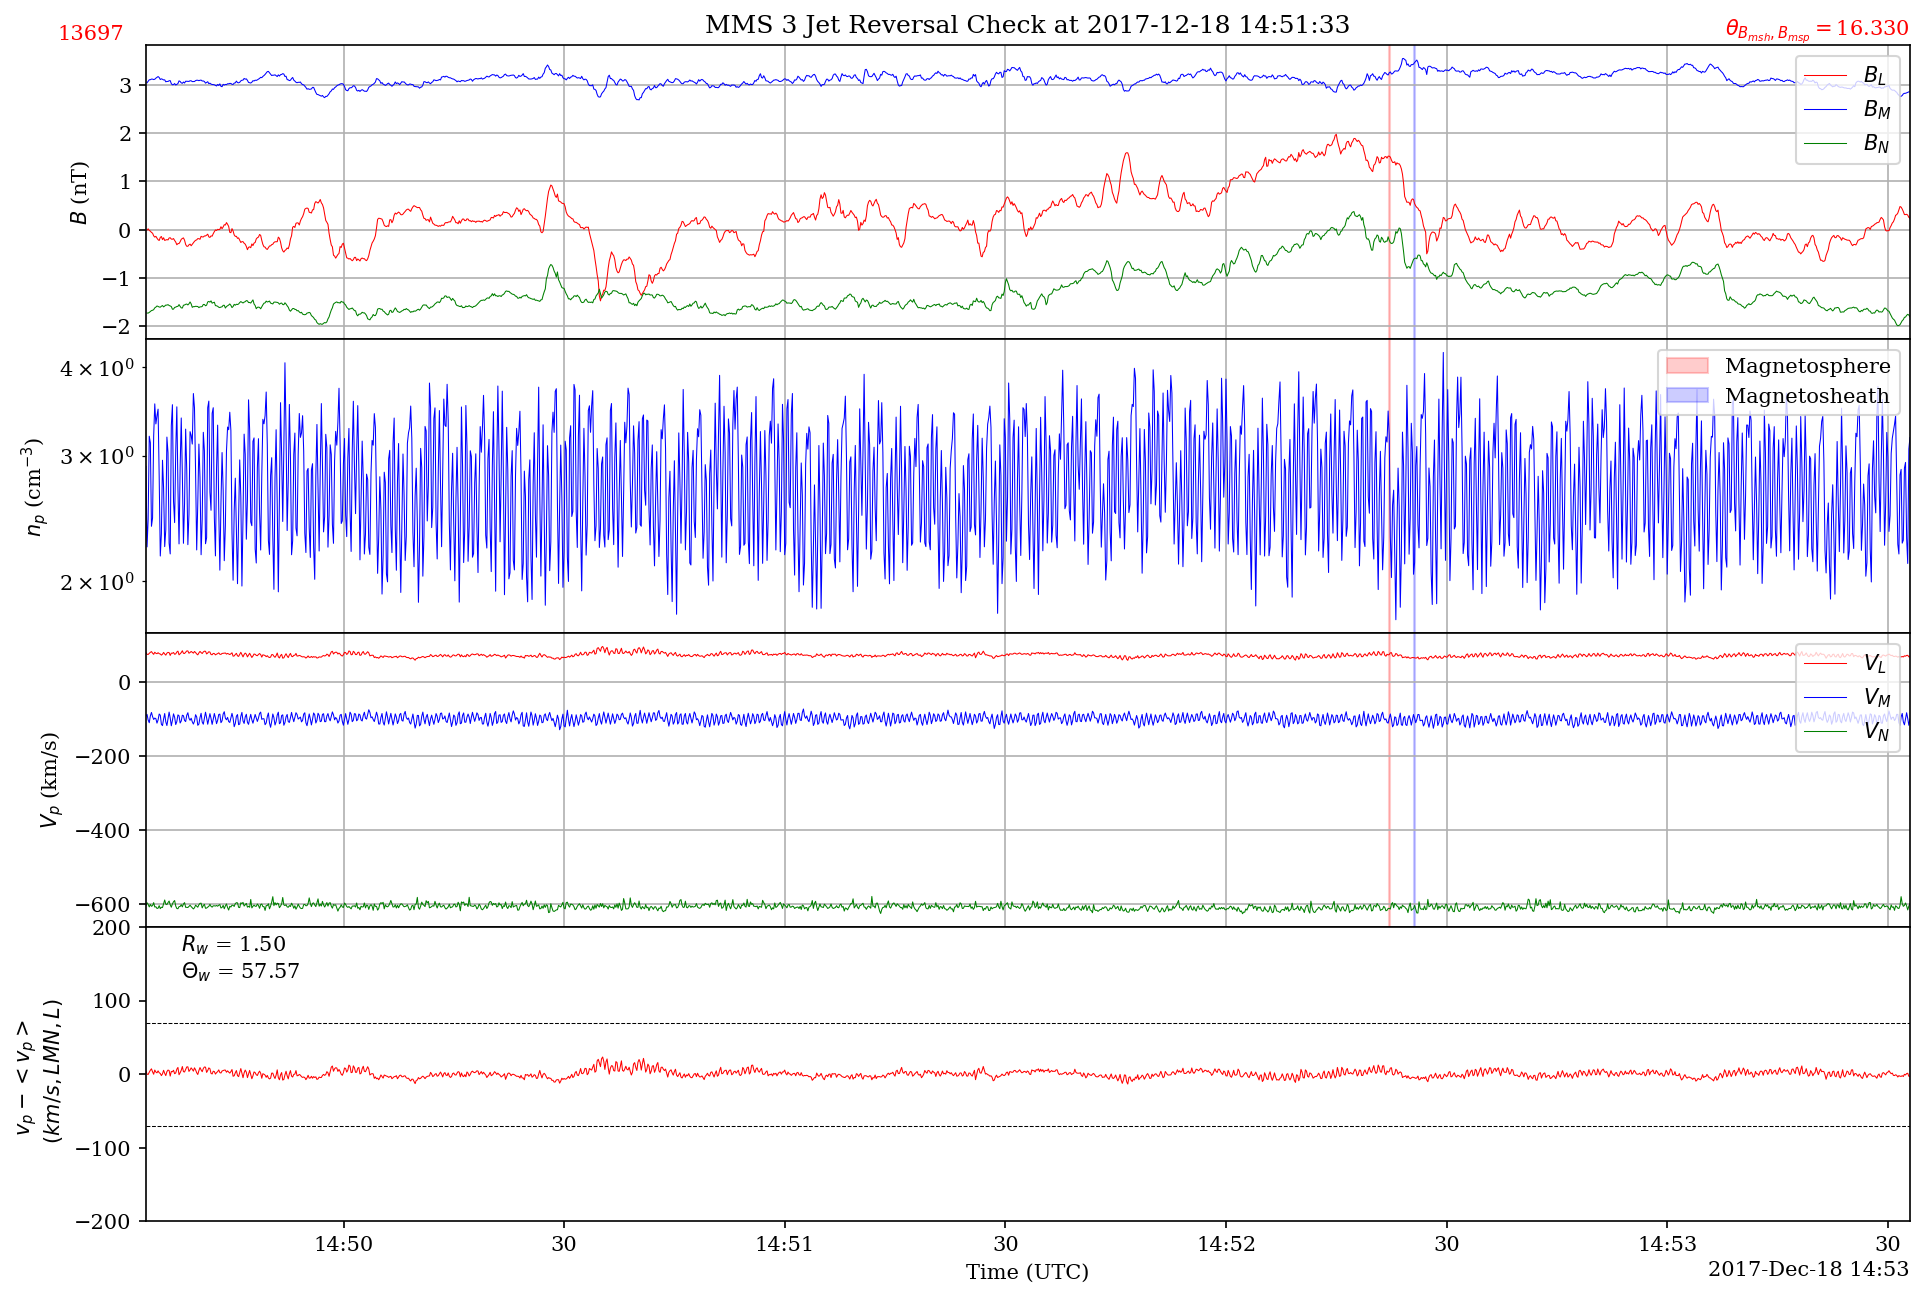 13697
MMS 3 Jet Reversal Check at 2017-12-18 14:51:33
θ_{B_{msh}, B_{msp}} = 16.330
B (nT)
3
2
1
0
−1
−2
B_L
B_M
B_N
n_p (cm⁻³)
4 × 10⁰
3 × 10⁰
2 × 10⁰
Magnetosphere
Magnetosheath
V_p (km/s)
0
−200
−400
−600
V_L
V_M
V_N
v_p − < v_p >
(km/s, LMN, L)
200
100
0
−100
−200
R_w = 1.50
Θ_w = 57.57
14:50 30 14:51 30 14:52 30 14:53 30
Time (UTC)
2017-Dec-18 14:53